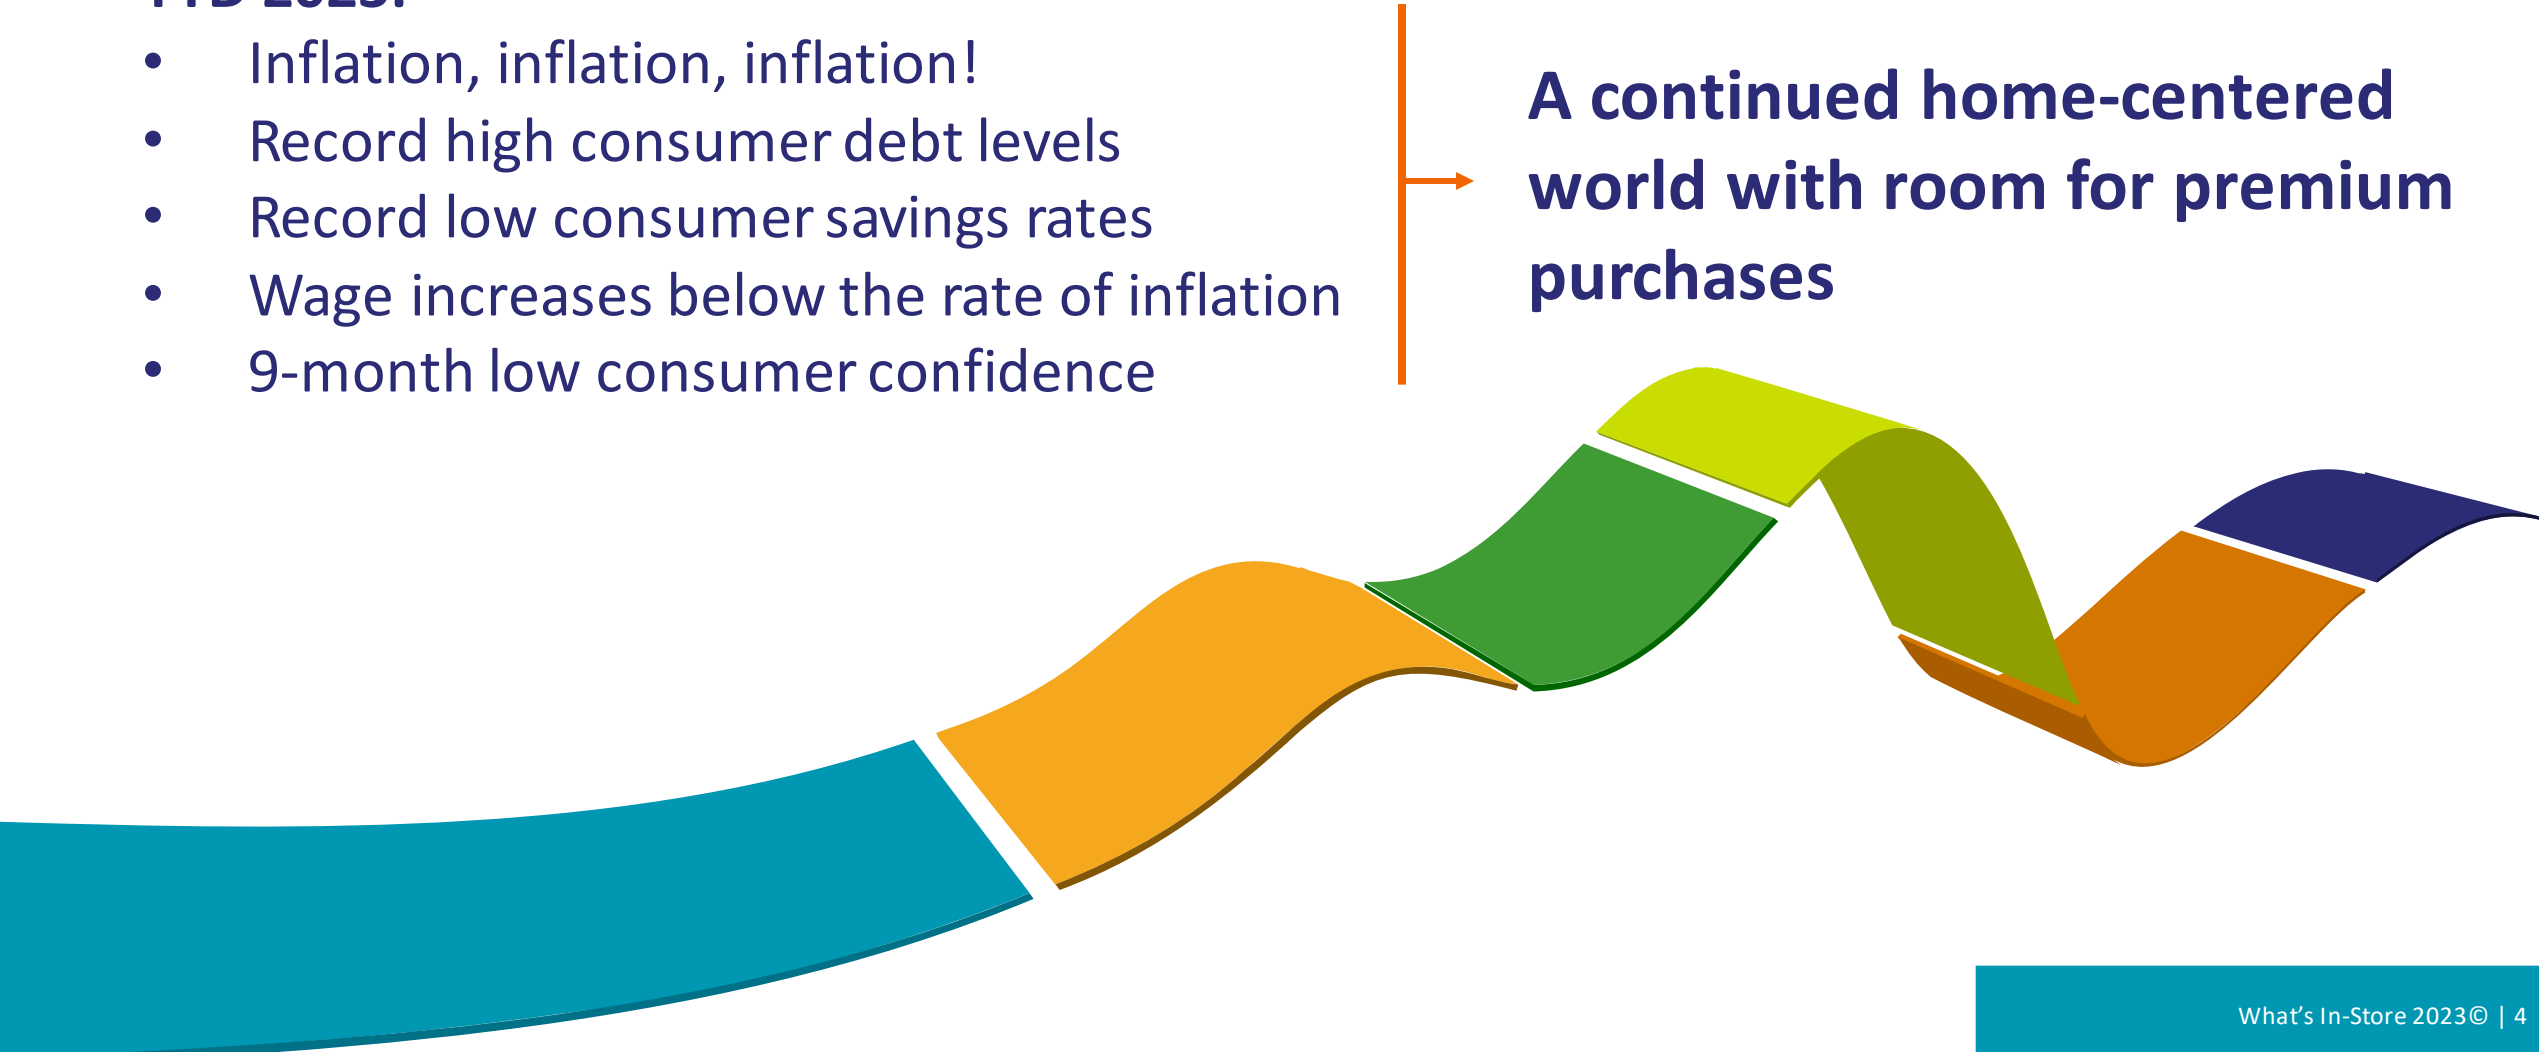 YTD 2023:
• Inflation, inflation, inflation!
• Record high consumer debt levels
• Record low consumer savings rates
• Wage increases below the rate of inflation
• 9-month low consumer confidence
A continued home-centered
world with room for premium
purchases
What’s In-Store 2023© | 4